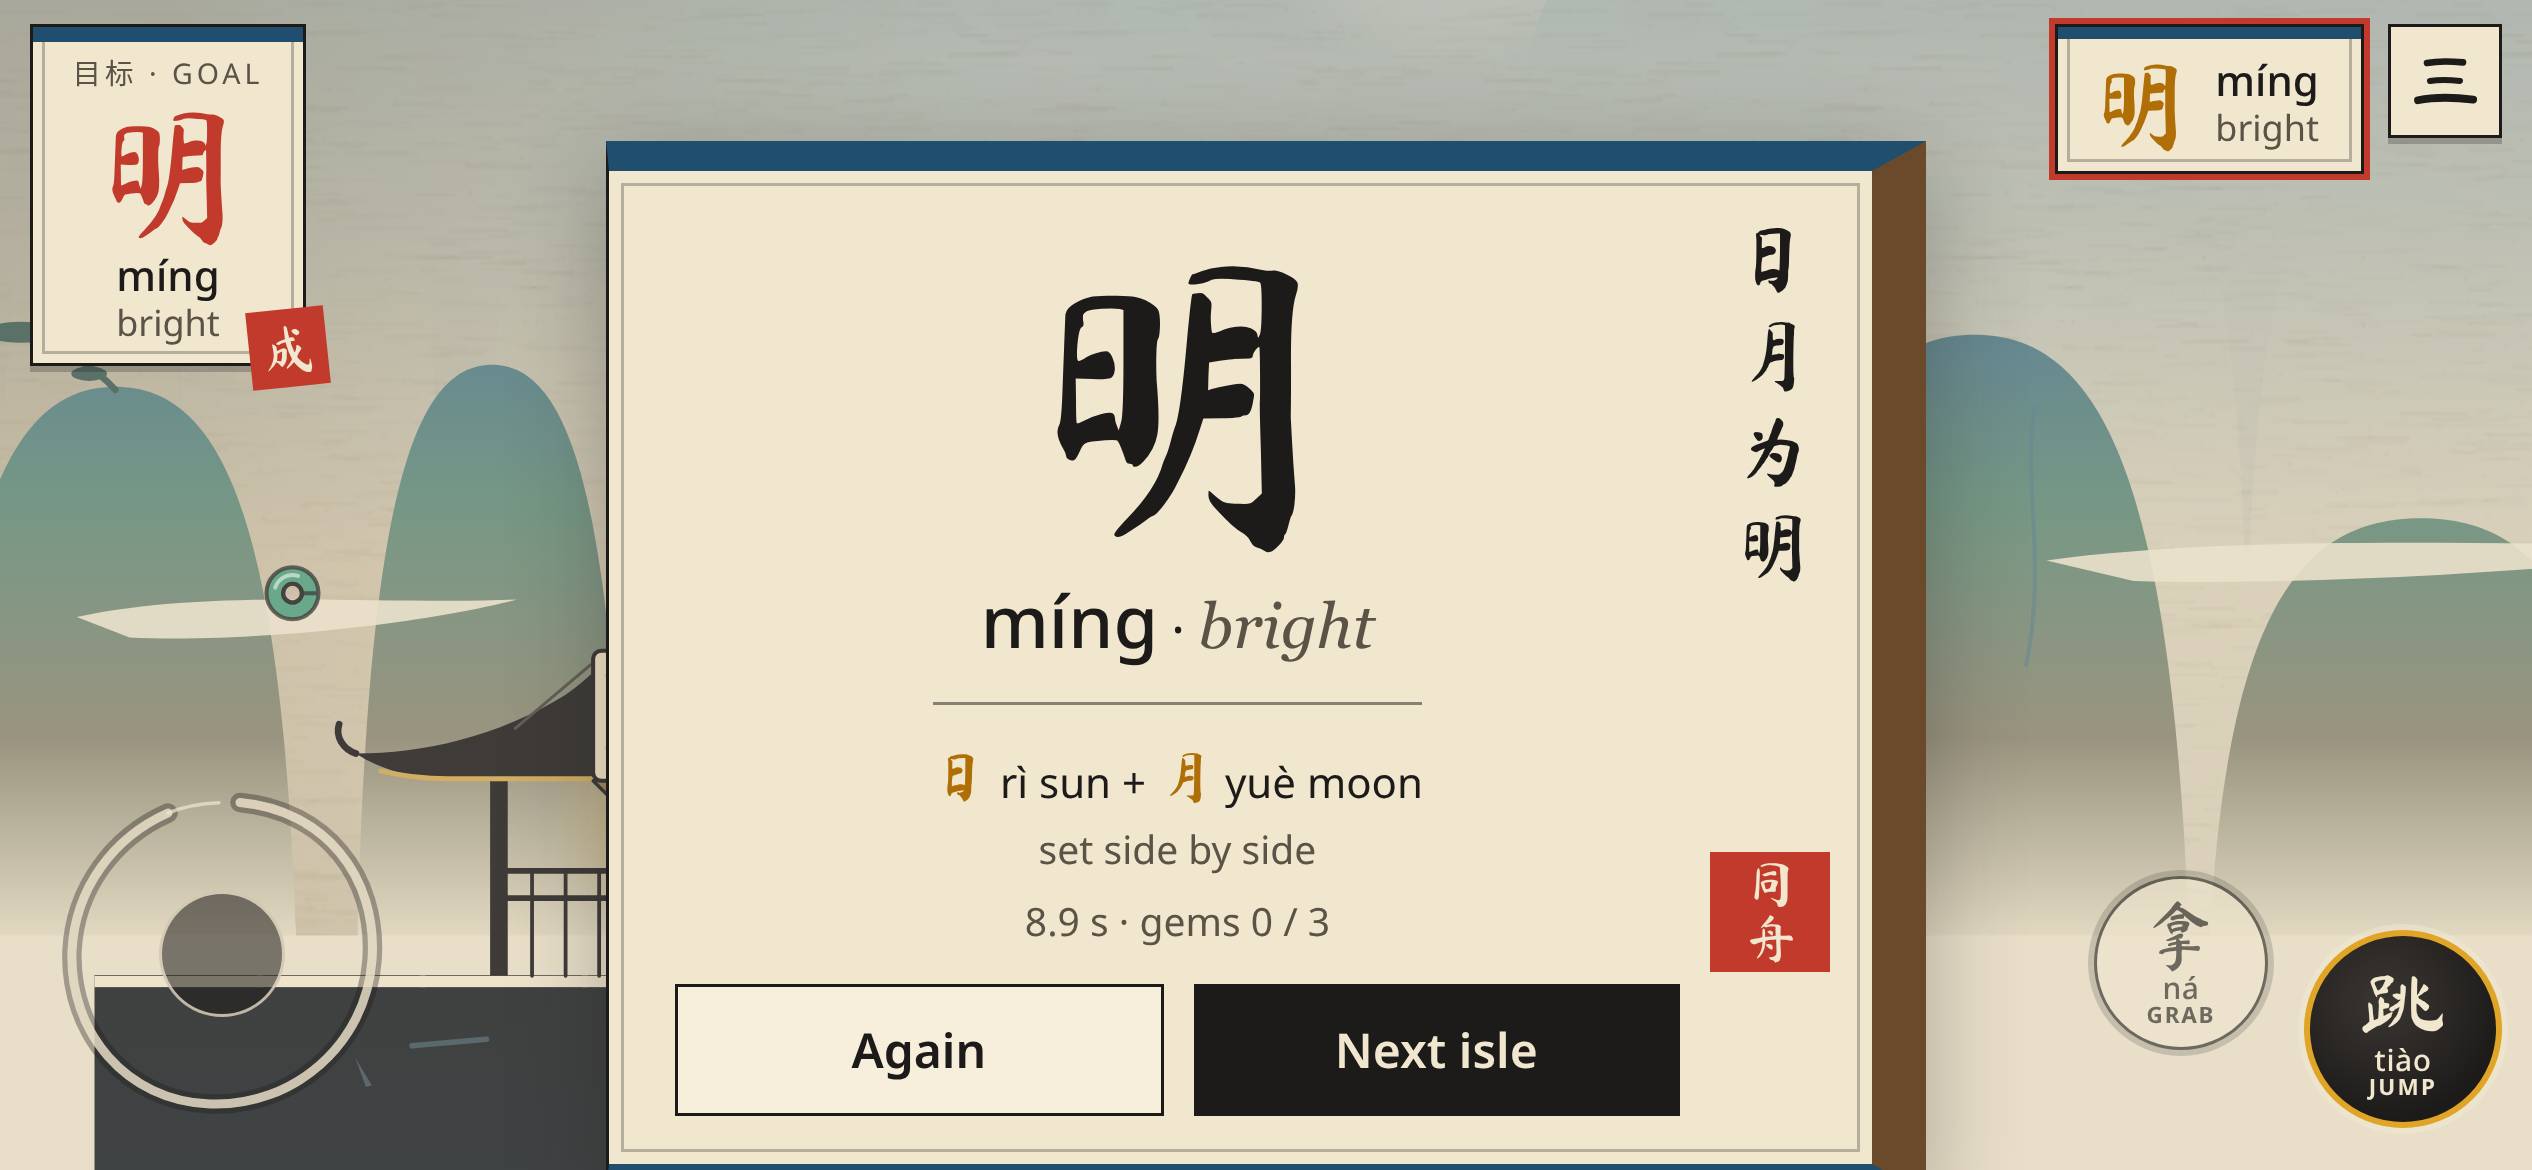 目标 · GOAL
明
míng
bright
成
明
míng
bright
三
明
míng · bright
日 rì sun + 月 yuè moon
set side by side
8.9 s · gems 0 / 3
日月为明
同舟
Again
Next isle
拿
ná
GRAB
跳
tiào
JUMP